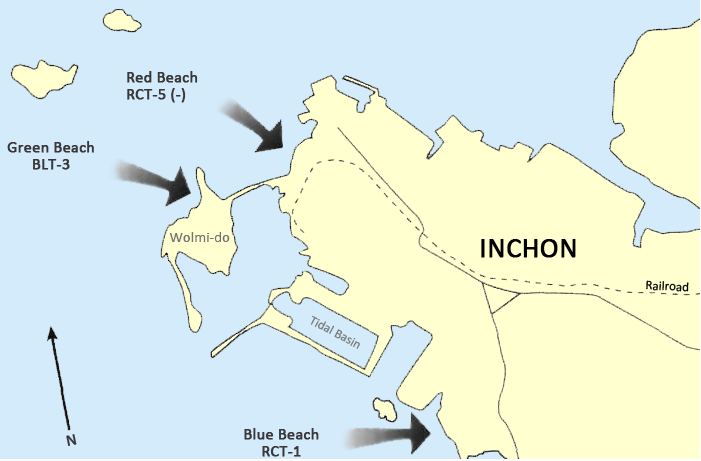 Red Beach
RCT-5 (-)
Green Beach
BLT-3
Wolmi-do
INCHON
Railroad
Tidal Basin
N
Blue Beach
RCT-1